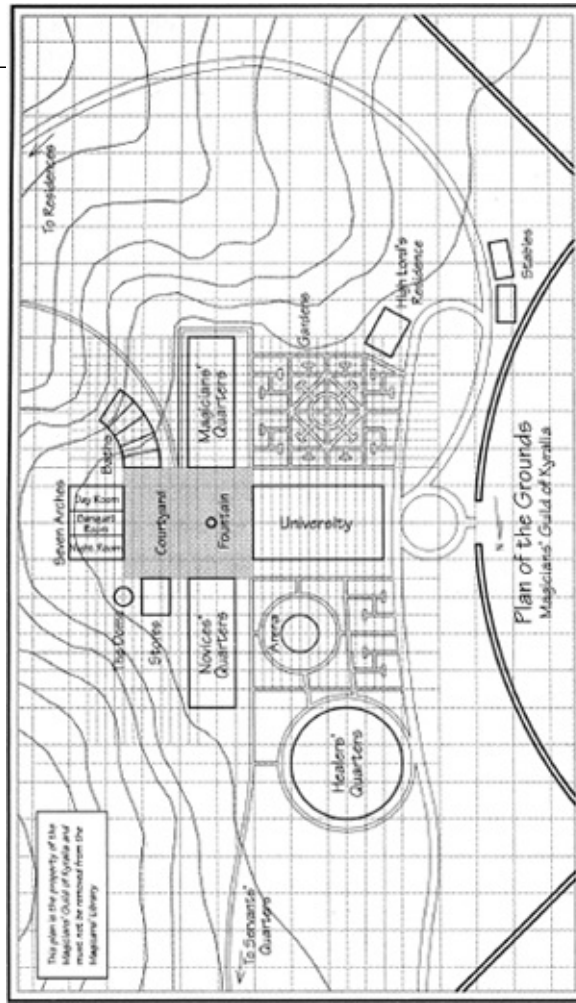 This plan is the property of the
Magicians' Guild of Kyralia and
must not be removed from the
Magicians' Library
To Residences
Seven Arches
Day Room
Banquet
Room
Night Room
Baths
The Dome
Stores
Courtyard
Fountain
Novices'
Quarters
Magicians'
Quarters
University
Arena
Gardens
Healers'
Quarters
High Lord's
Residence
To Servants'
Quarters
Stables
N
Plan of the Grounds
Magicians' Guild of Kyralia